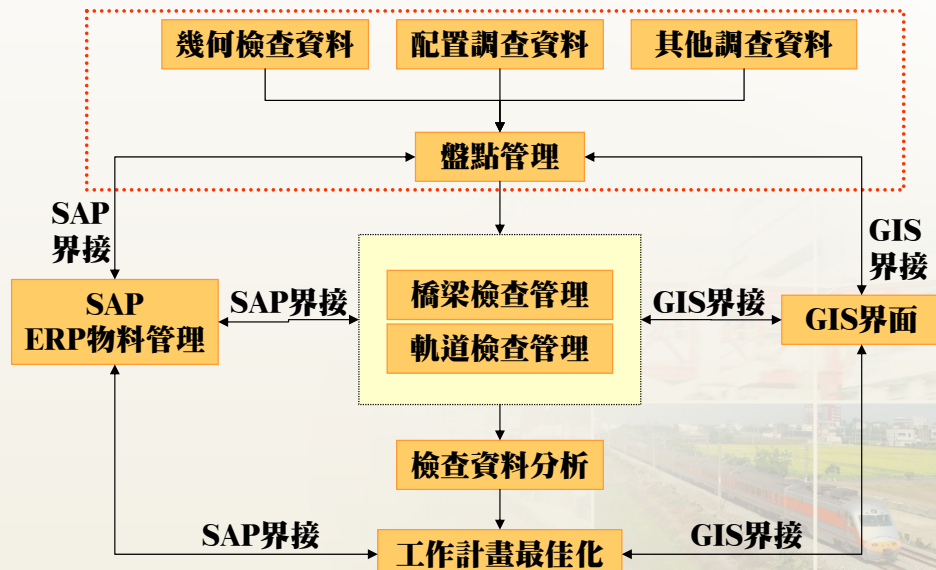 幾何檢查資料
配置調查資料
其他調查資料
盤點管理
SAP
界接
GIS
界接
SAP
ERP物料管理
SAP界接
橋梁檢查管理
軌道檢查管理
GIS界接
GIS界面
檢查資料分析
SAP界接
工作計畫最佳化
GIS界接